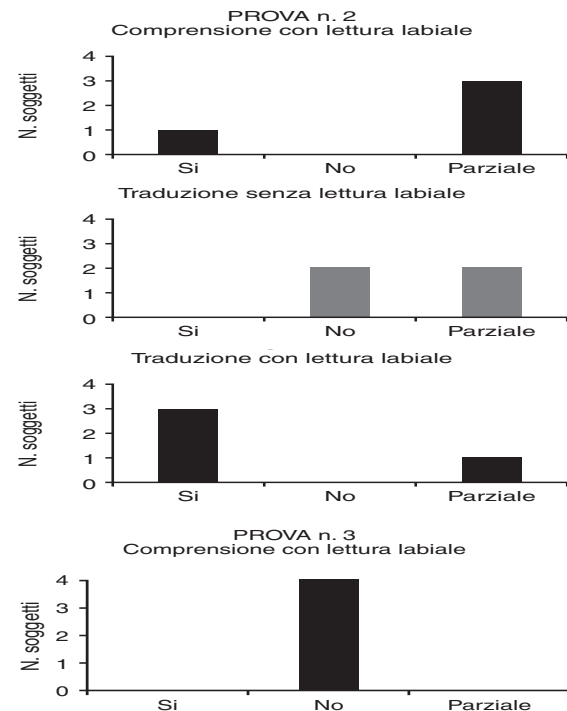 PROVA n. 2
Comprensione con lettura labiale
N. soggetti
4
3
2
1
0
Si No Parziale
Traduzione senza lettura labiale
N. soggetti
4
3
2
1
0
Si No Parziale
Traduzione con lettura labiale
N. soggetti
4
3
2
1
0
Si No Parziale
PROVA n. 3
Comprensione con lettura labiale
N. soggetti
4
3
2
1
0
Si No Parziale